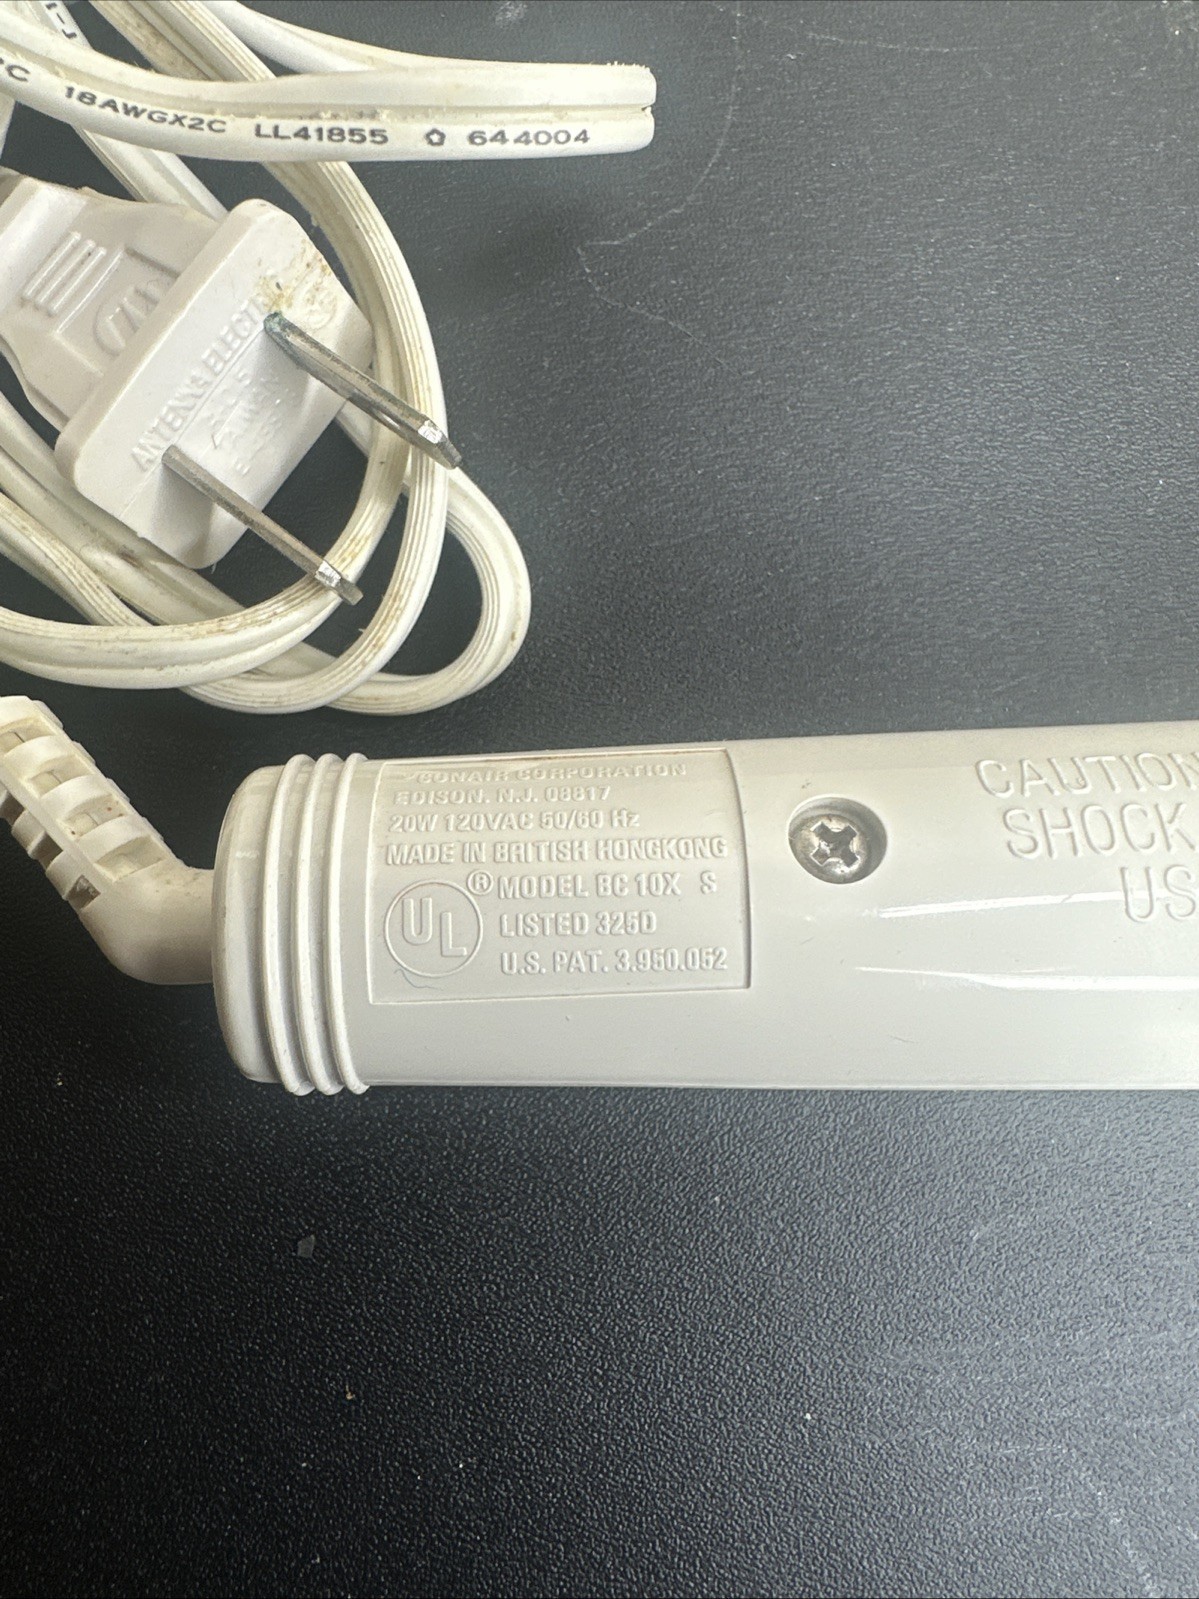 18AWGX2C LL41855 644004
ANTENNA ELECTRIC
CONAIR CORPORATION
EDISON. N.J. 08817
20W 120VAC 50/60 Hz
MADE IN BRITISH HONGKONG
UL ® MODEL BC 10X S
LISTED 325D
U.S. PAT. 3.950.052
CAUTION
SHOCK
US